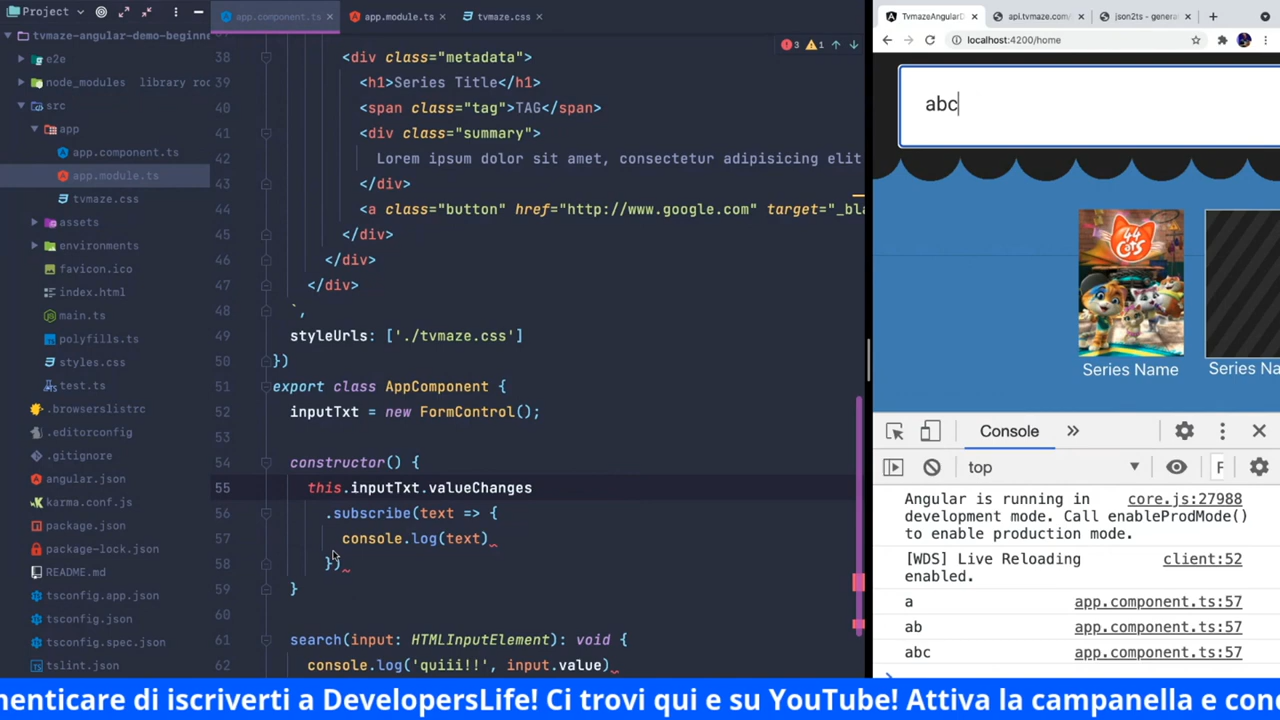 Project
tvmaze-angular-demo-beginne
e2e
node_modules library roo
src
app
app.component.ts
app.module.ts
tvmaze.css
assets
environments
favicon.ico
index.html
main.ts
polyfills.ts
styles.css
test.ts
.browserslistrc
.editorconfig
.gitignore
angular.json
karma.conf.js
package.json
package-lock.json
README.md
tsconfig.app.json
tsconfig.json
tsconfig.spec.json
tslint.json
app.component.ts
app.module.ts
tvmaze.css
3 1
38 <div class="metadata">
39 <h1>Series Title</h1>
40 <span class="tag">TAG</span>
41 <div class="summary">
42 Lorem ipsum dolor sit amet, consectetur adipisicing elit
43 </div>
44 <a class="button" href="http://www.google.com" target="_bla
45 </div>
46 </div>
47 </div>
48 `,
49 styleUrls: ['./tvmaze.css']
50 })
51 export class AppComponent {
52 inputTxt = new FormControl();
53
54 constructor() {
55 this.inputTxt.valueChanges
56 .subscribe(text => {
57 console.log(text)
58 })
59 }
60
61 search(input: HTMLInputElement): void {
62 console.log('quiii!!', input.value)
TvmazeAngularD
api.tvmaze.com/
json2ts - genera
localhost:4200/home
abc
44 Cats
Series Name
Series Na
Console
top
F
Angular is running in core.js:27988
development mode. Call enableProdMode()
to enable production mode.
[WDS] Live Reloading client:52
enabled.
a app.component.ts:57
ab app.component.ts:57
abc app.component.ts:57
menticare di iscriverti a DevelopersLife! Ci trovi qui e su YouTube! Attiva la campanella e con